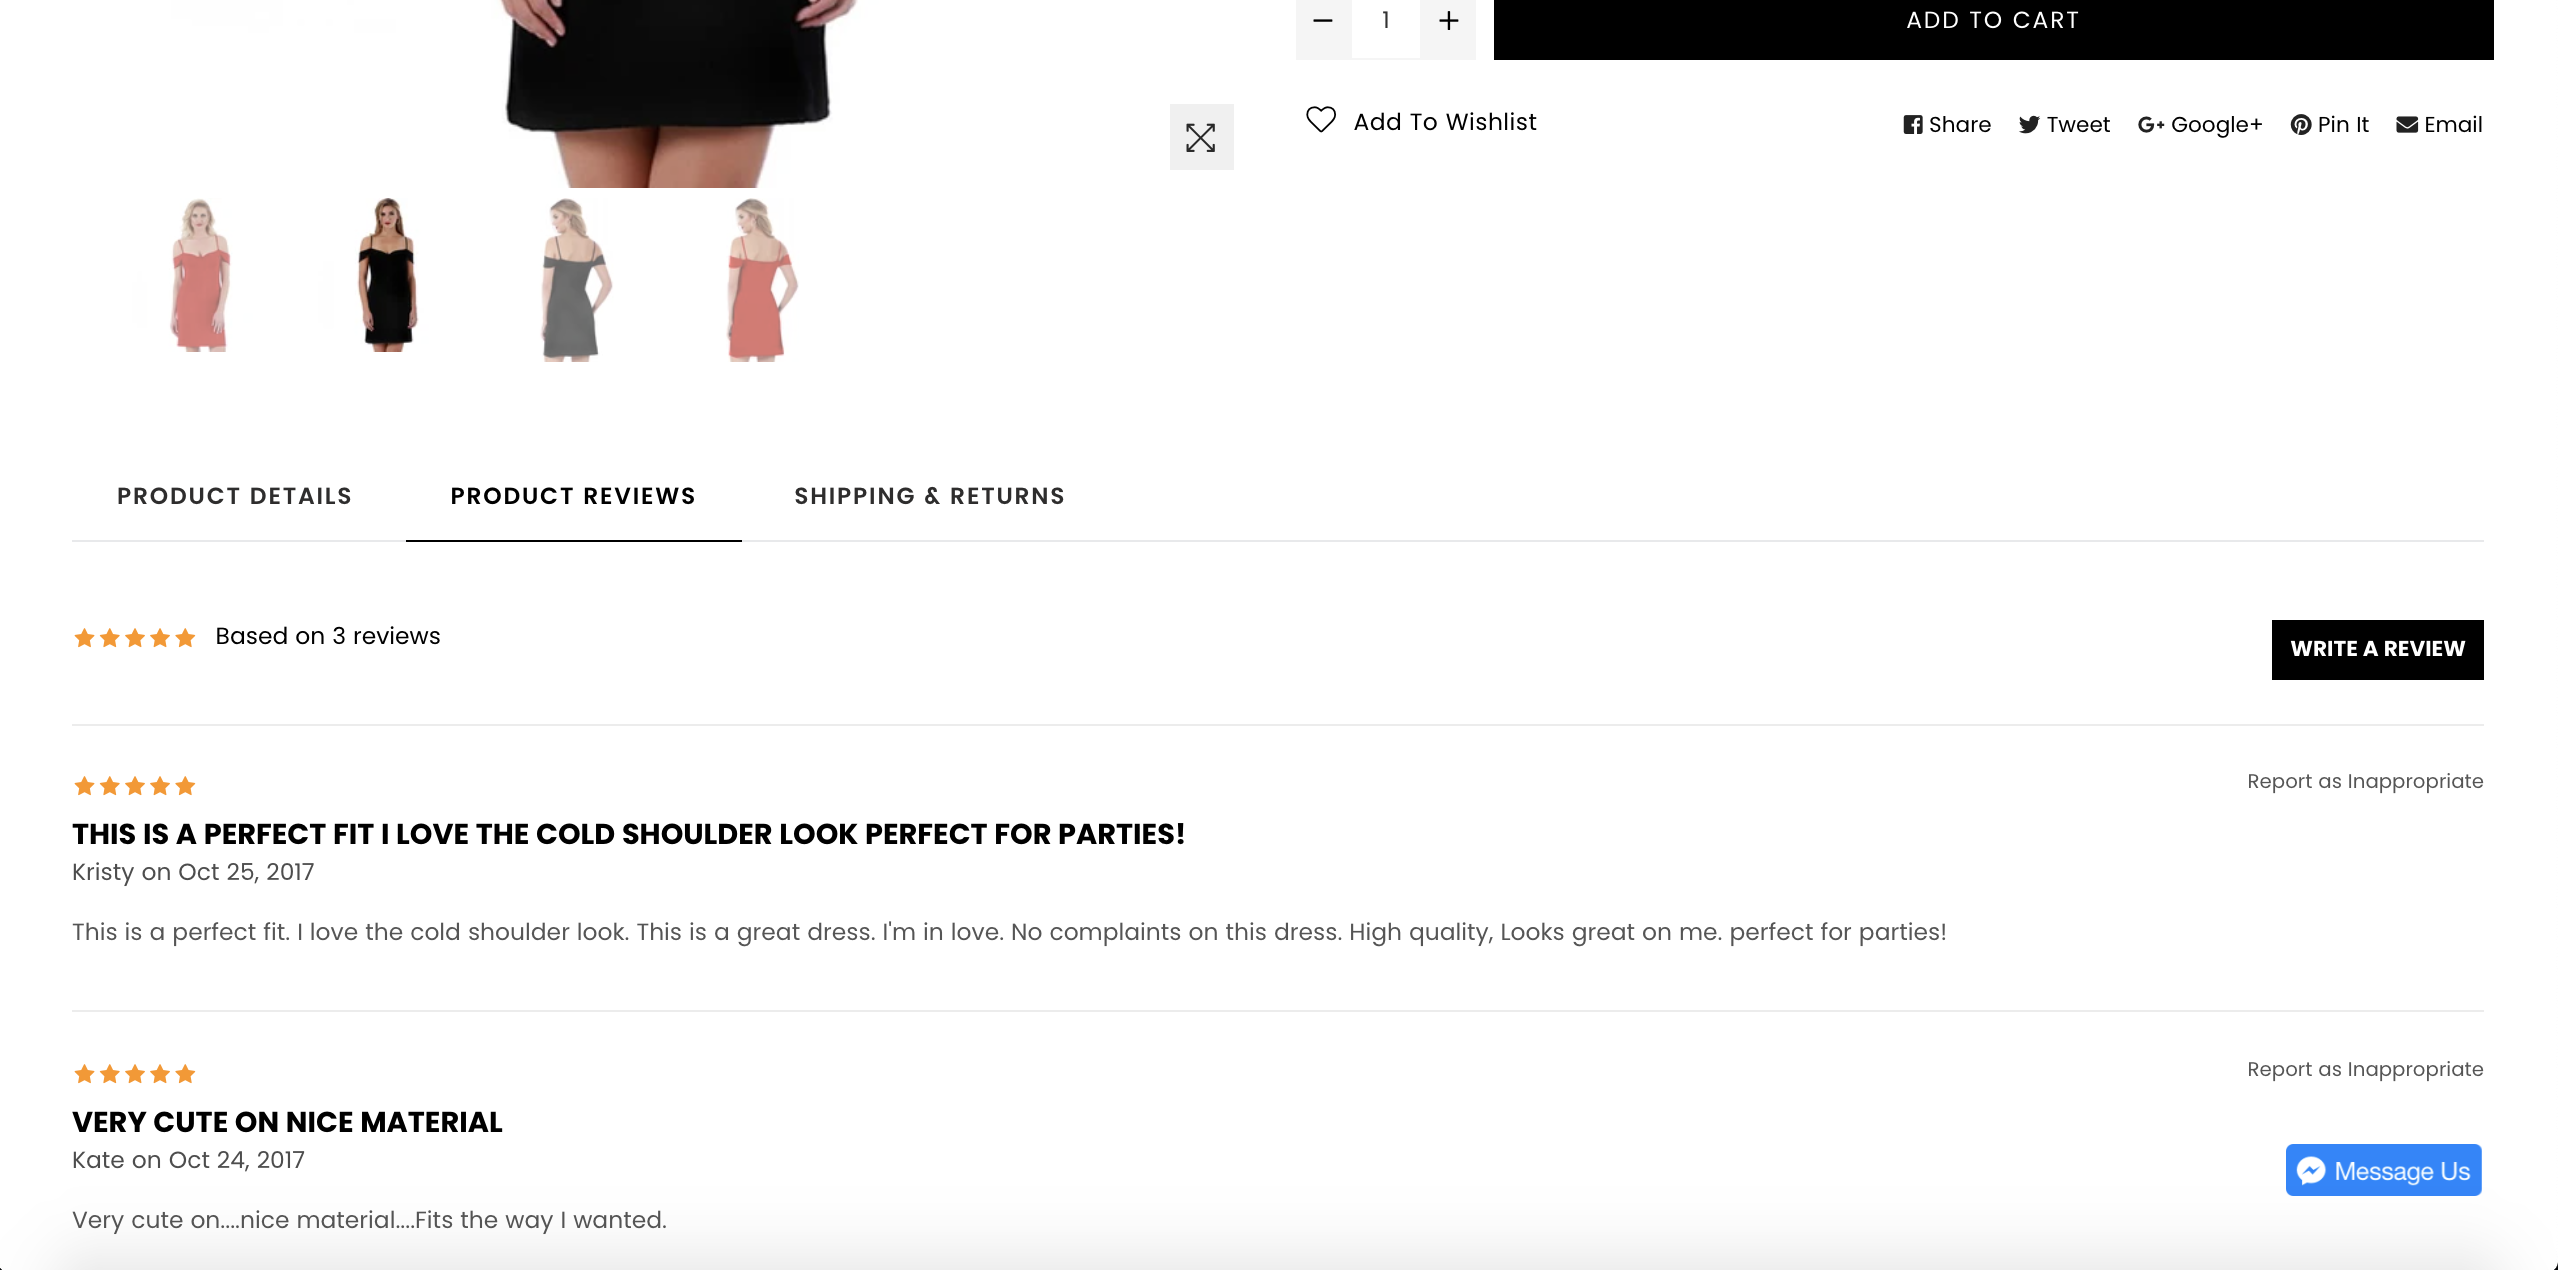 1
ADD TO CART
Add To Wishlist
Share Tweet G+ Google+ Pin It Email
PRODUCT DETAILS PRODUCT REVIEWS SHIPPING & RETURNS
Based on 3 reviews
WRITE A REVIEW
Report as Inappropriate
THIS IS A PERFECT FIT I LOVE THE COLD SHOULDER LOOK PERFECT FOR PARTIES!
Kristy on Oct 25, 2017
This is a perfect fit. I love the cold shoulder look. This is a great dress. I'm in love. No complaints on this dress. High quality, Looks great on me. perfect for parties!
Report as Inappropriate
VERY CUTE ON NICE MATERIAL
Kate on Oct 24, 2017
Message Us
Very cute on....nice material....Fits the way I wanted.